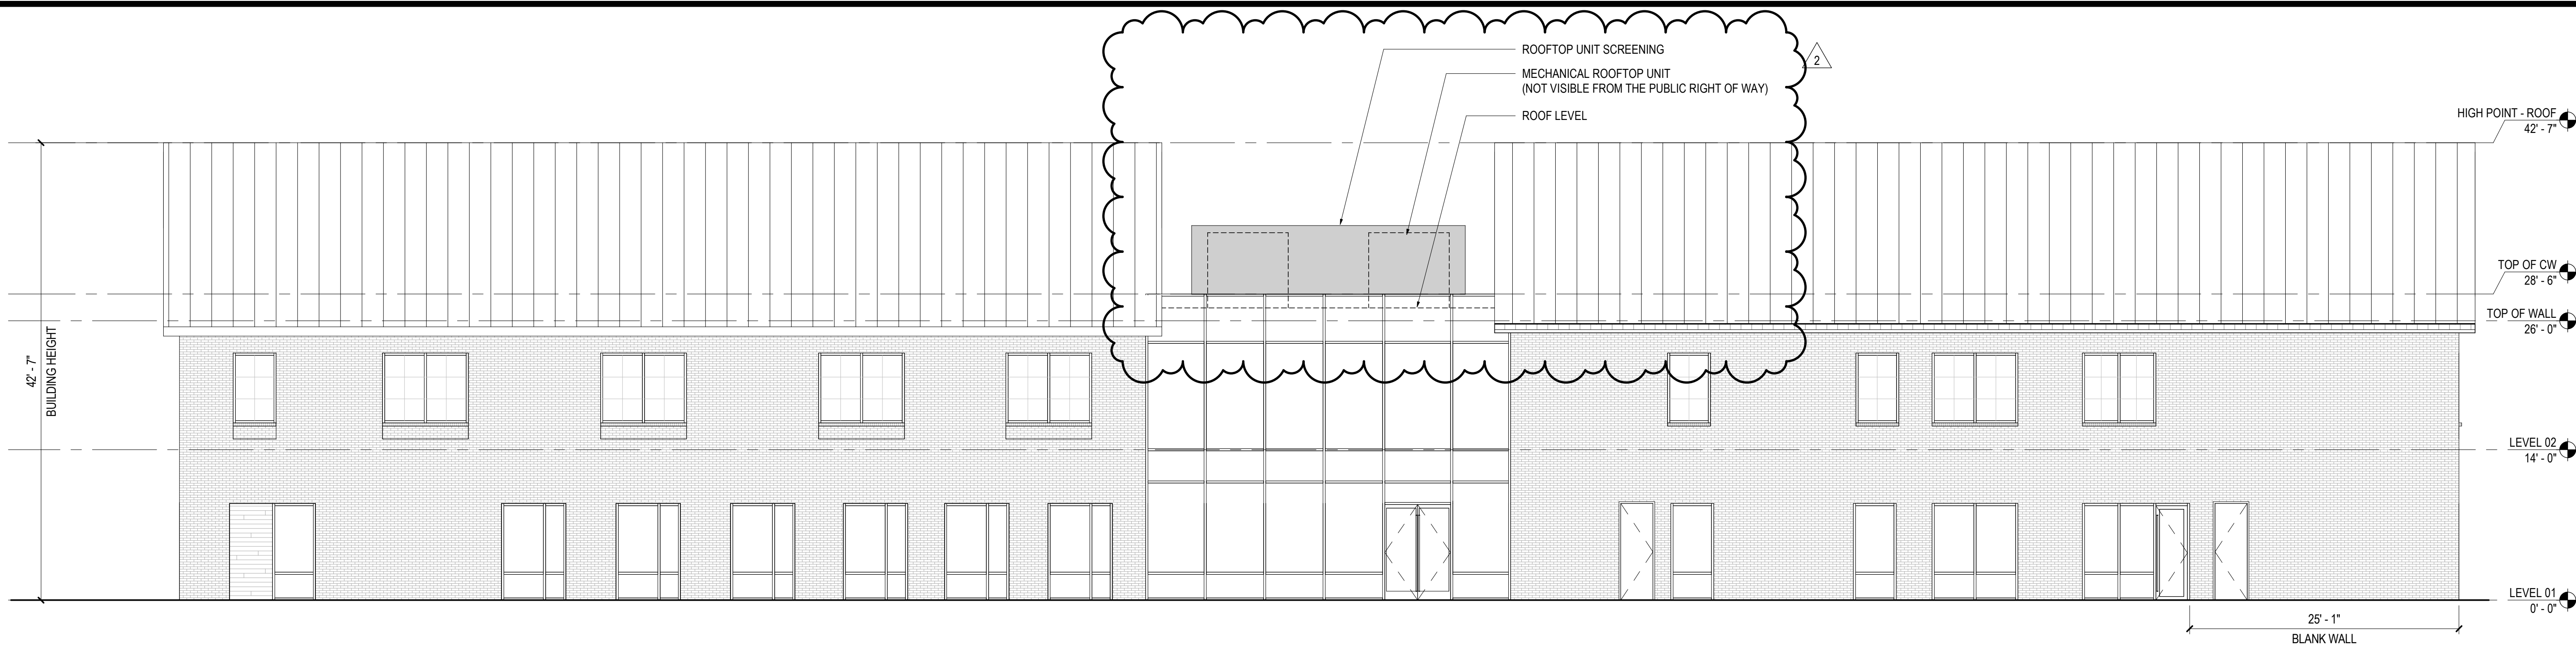 ROOFTOP UNIT SCREENING
MECHANICAL ROOFTOP UNIT
(NOT VISIBLE FROM THE PUBLIC RIGHT OF WAY)
ROOF LEVEL
2
HIGH POINT - ROOF
42' - 7"
TOP OF CW
28' - 6"
TOP OF WALL
26' - 0"
42' - 7"
BUILDING HEIGHT
LEVEL 02
14' - 0"
LEVEL 01
0' - 0"
25' - 1"
BLANK WALL